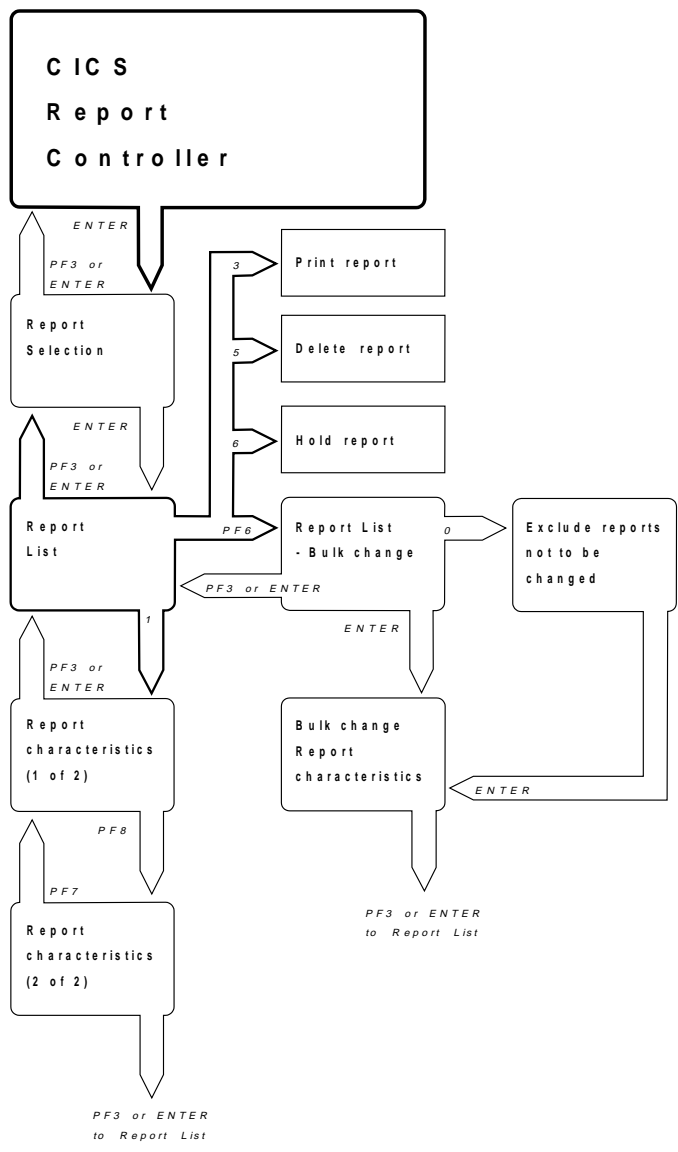 CICS
Report
Controller
ENTER
PF3 or
ENTER
Report
Selection
ENTER
PF3 or
ENTER
3
Print report
5
Delete report
6
Hold report
Report
List
PF6
Report List
- Bulk change
0
Exclude reports
not to be
changed
PF3 or ENTER
1
ENTER
PF3 or
ENTER
Report
characteristics
(1 of 2)
Bulk change
Report
characteristics
ENTER
PF8
PF7
Report
characteristics
(2 of 2)
PF3 or ENTER
to Report List
PF3 or ENTER
to Report List